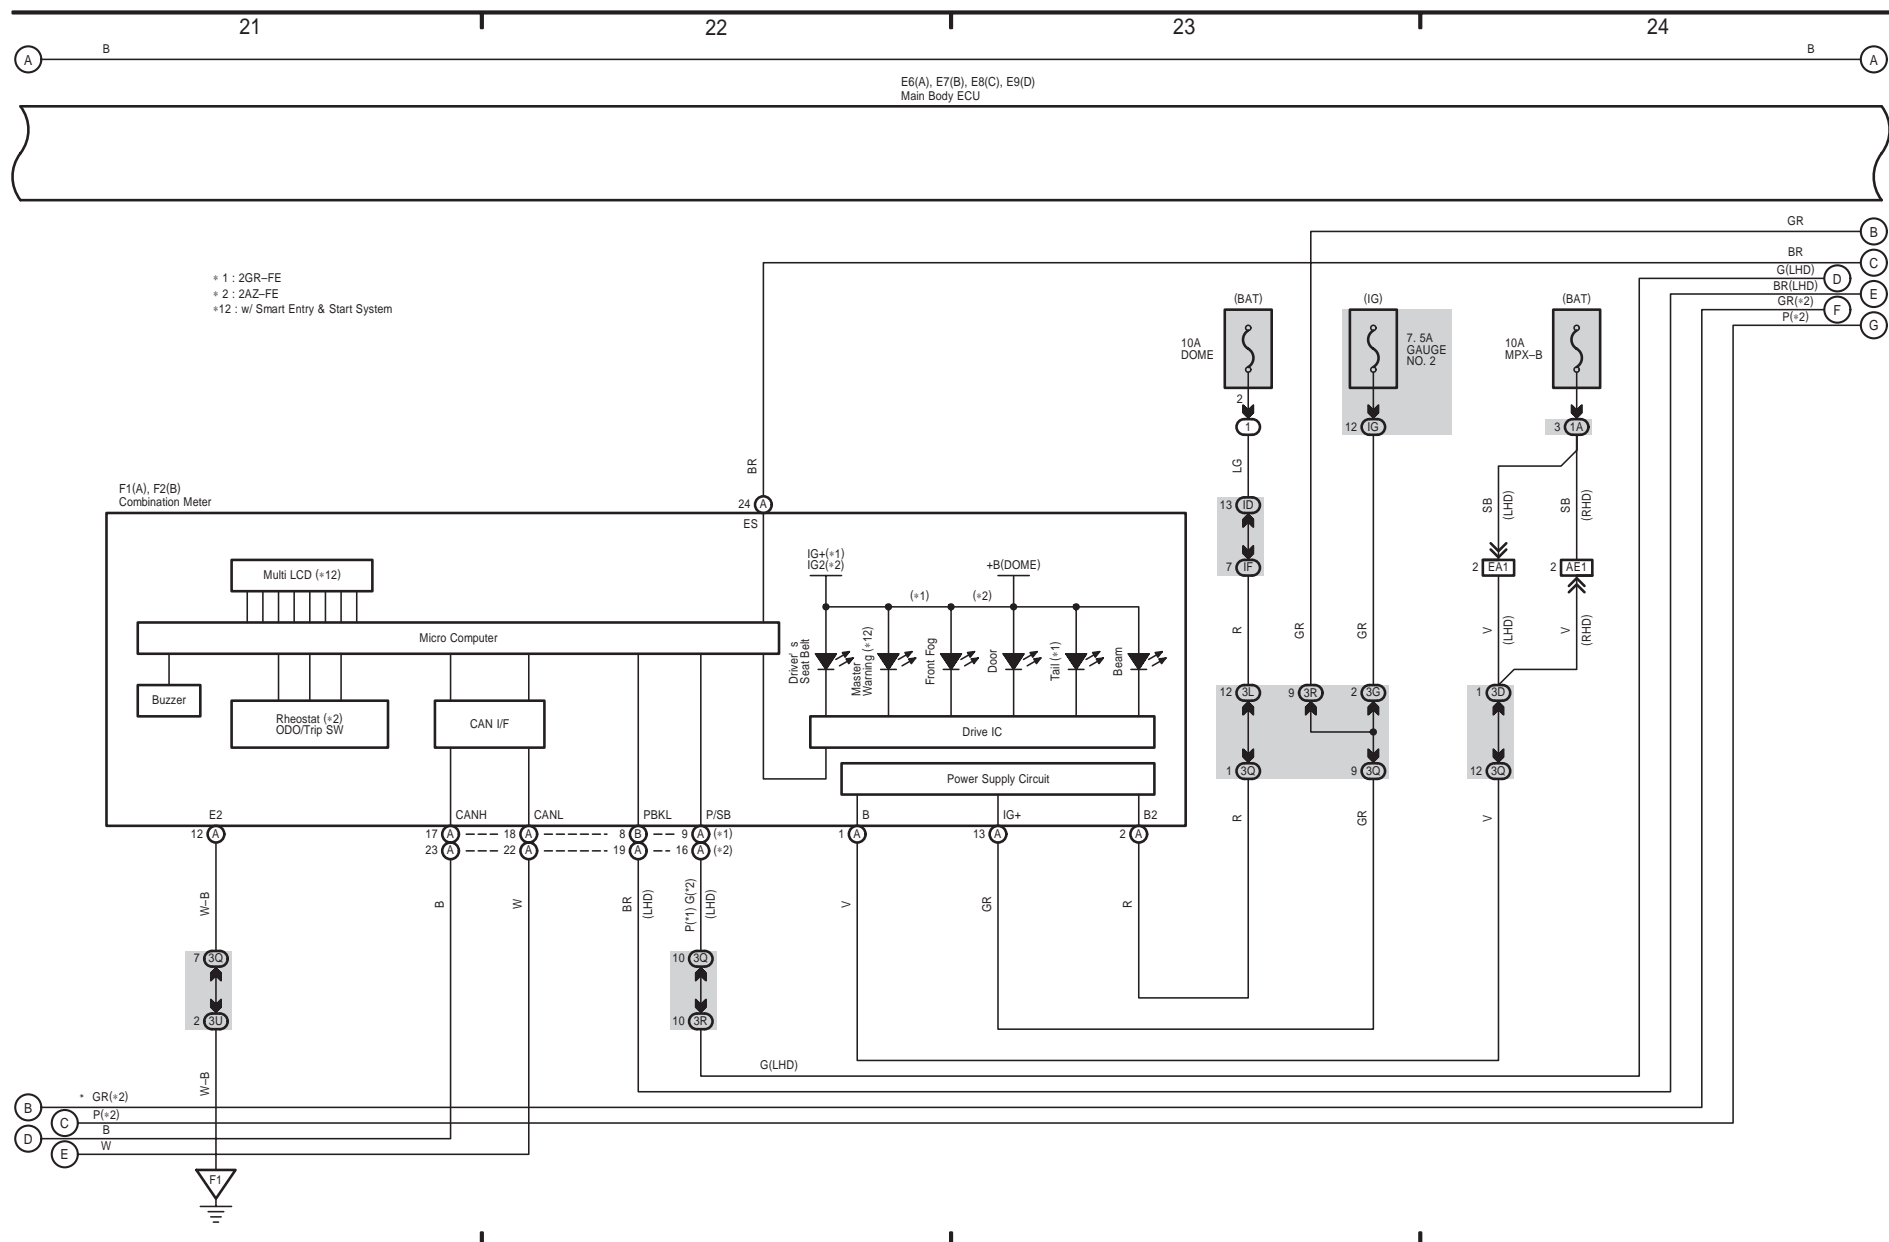 21
22
23
24
A
B
B
A
E6(A), E7(B), E8(C), E9(D)
Main Body ECU
GR
B
BR
C
G(LHD)
D
BR(LHD)
E
GR(∗2)
F
P(∗2)
G
∗ 1 : 2GR–FE
∗ 2 : 2AZ–FE
∗12 : w/ Smart Entry & Start System
(BAT)
(IG)
(BAT)
10A
DOME
7. 5A
GAUGE
NO. 2
10A
MPX–B
2
1
12 IG
3 1A
BR
LG
F1(A), F2(B)
Combination Meter
24 A
ES
13 ID
SB
(LHD)
SB
(RHD)
IG+(∗1)
IG2(∗2)
+B(DOME)
7 IF
2 EA1
2 AE1
Multi LCD (∗12)
(∗1)
(∗2)
Micro Computer
Driver' s
Seat Belt
Master
Warning (∗12)
Front Fog
Door
Tail (∗1)
Beam
R
GR
GR
V
(LHD)
V
(RHD)
Buzzer
Rheostat (∗2)
ODO/Trip SW
CAN I/F
Drive IC
12 3L
9 3R
2 3G
1 3D
Power Supply Circuit
1 3Q
9 3Q
12 3Q
E2
CANH
CANL
PBKL
P/SB
B
IG+
B2
12 A
17 A
18 A
8 B
9 A (∗1)
1 A
13 A
2 A
23 A
22 A
19 A
16 A (∗2)
R
GR
V
W–B
B
W
BR
(LHD)
P(*1) G(*2)
(LHD)
V
GR
R
7 3Q
10 3Q
2 3U
10 3R
G(LHD)
W–B
B
* GR(∗2)
C
P(∗2)
D
B
E
W
F1